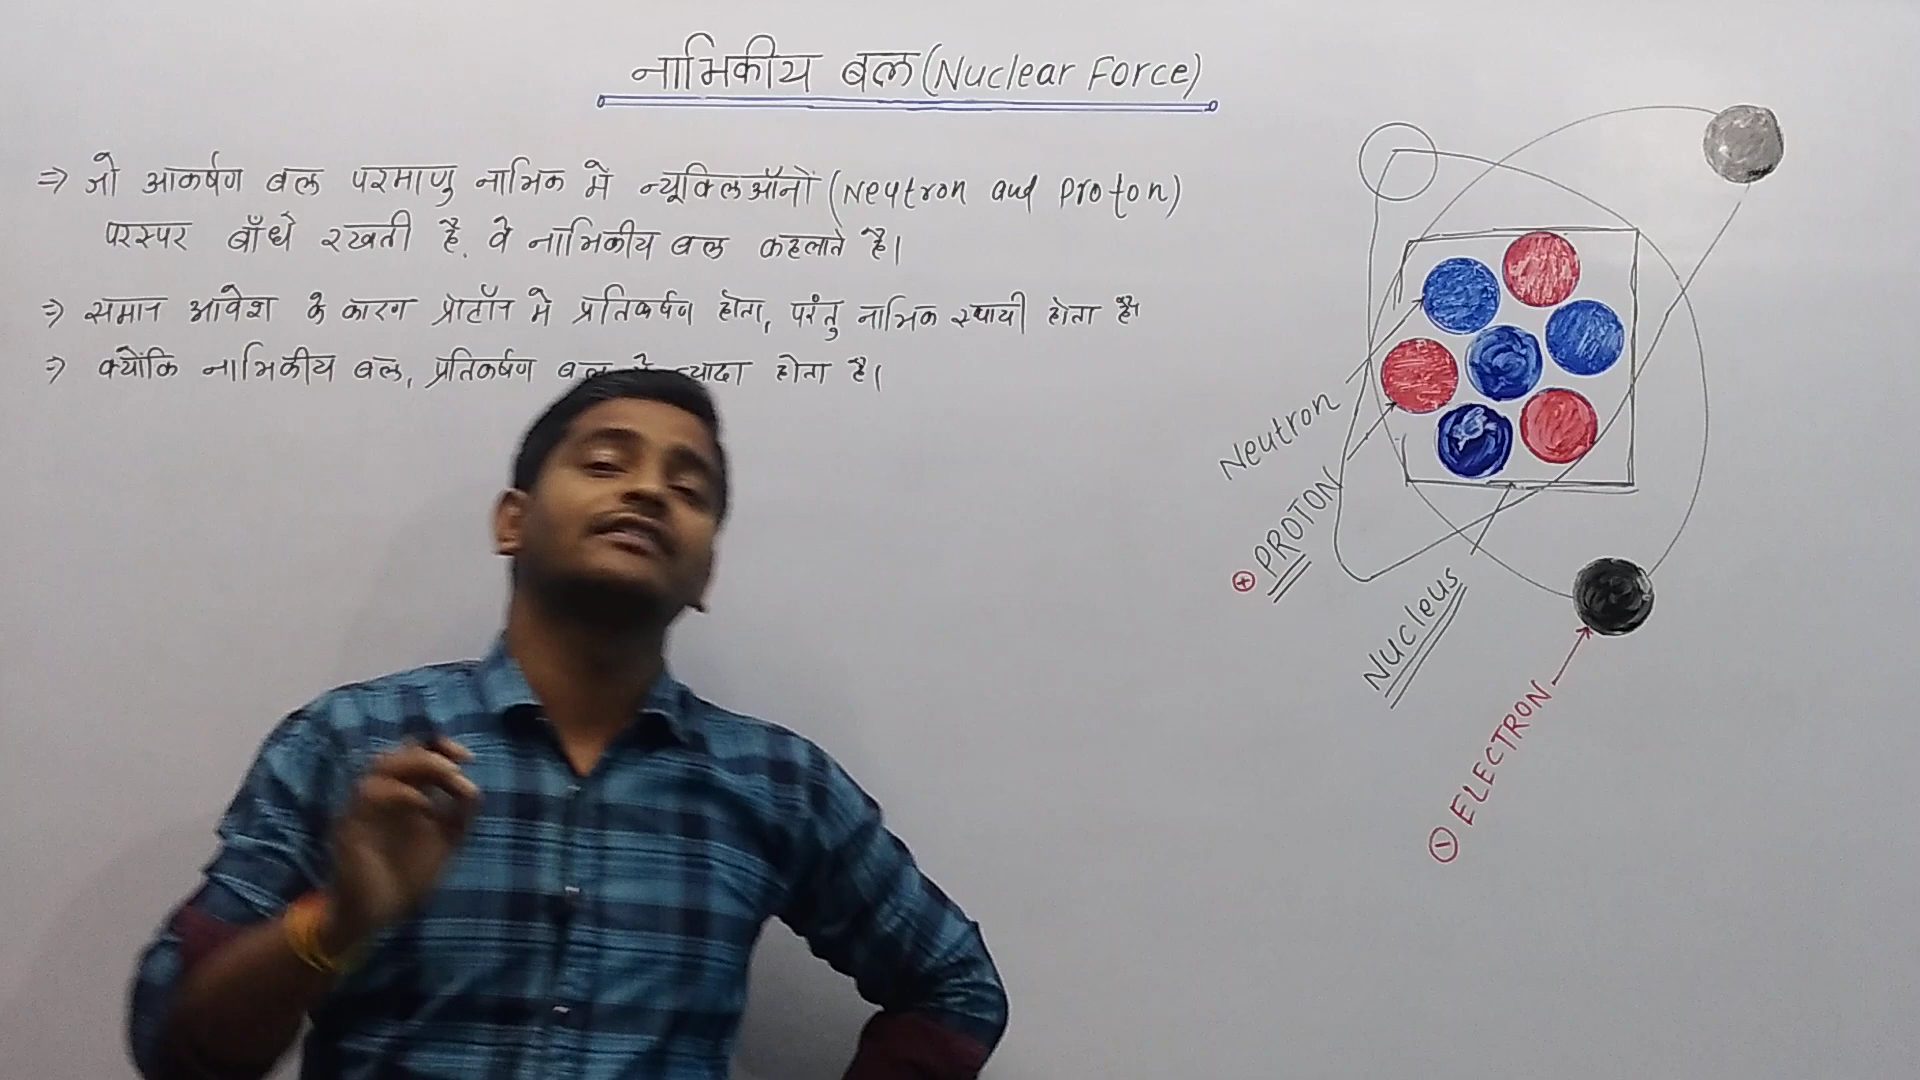 नाभिकीय बल (Nuclear Force)
⇒ जो आकर्षण बल परमाणु नाभिक मे न्यूक्लिऑनों (Neutron and Proton)
परस्पर बाँधे रखती है. वे नाभिकीय बल कहलाते है।
⇒ समान आवेश के कारण प्रोटॉन मे प्रतिकर्षण होता, परंतु नाभिक स्थायी होता है।
⇒ क्योंकि नाभिकीय बल, प्रतिकर्षण बल ज्यादा होता है।
Neutron
⊕ PROTON
Nucleus
⊖ ELECTRON